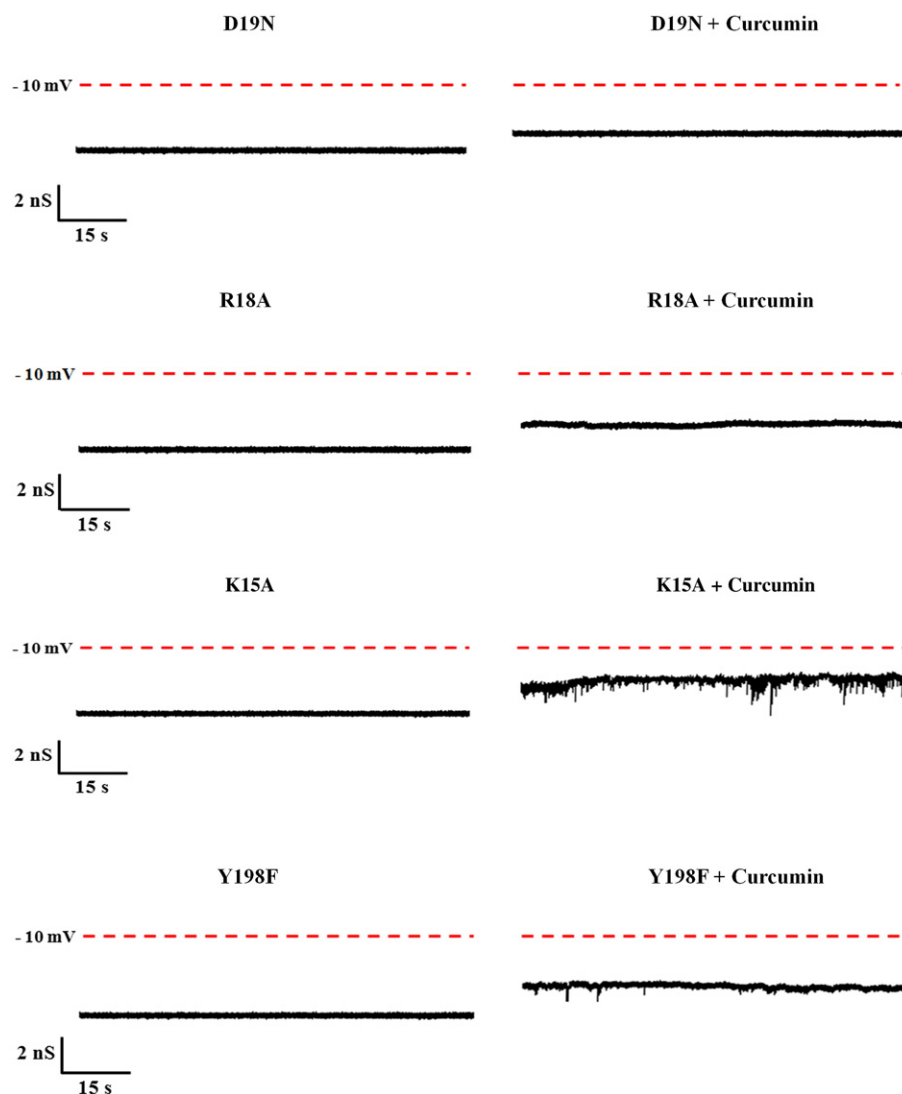 D19N
D19N + Curcumin
- 10 mV
2 nS
15 s
R18A
R18A + Curcumin
- 10 mV
2 nS
15 s
K15A
K15A + Curcumin
- 10 mV
2 nS
15 s
Y198F
Y198F + Curcumin
- 10 mV
2 nS
15 s